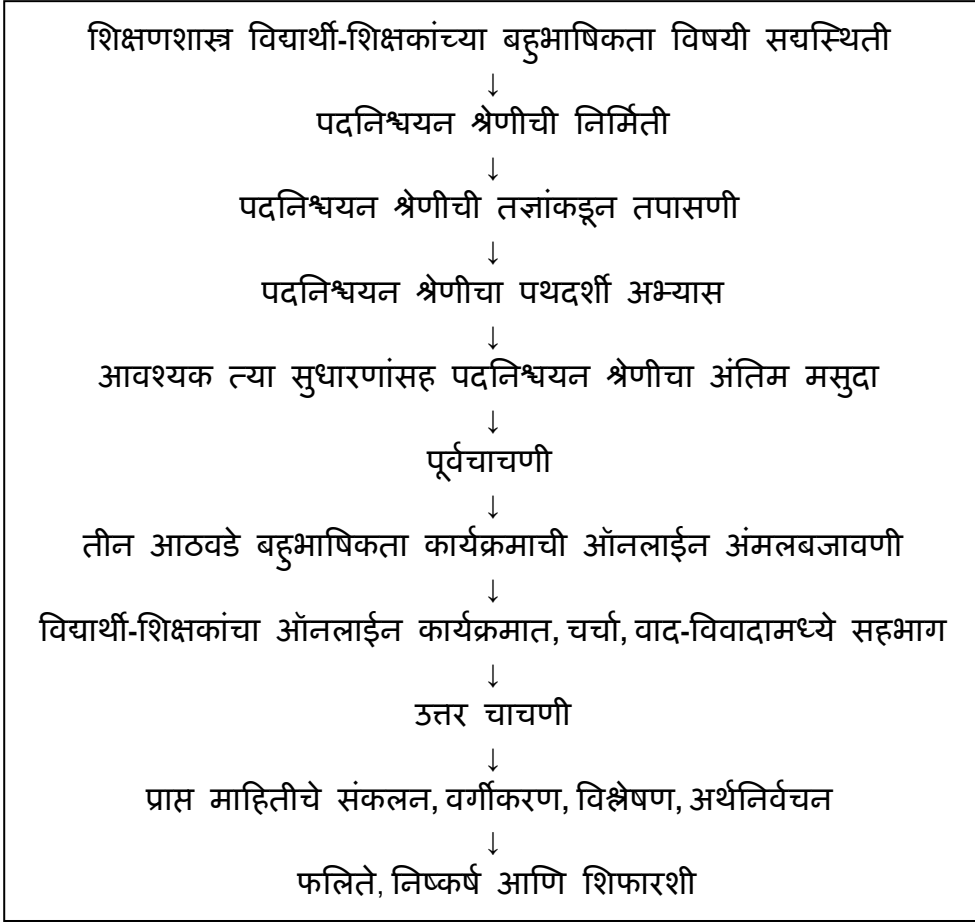 शिक्षणशास्त्र विद्यार्थी-शिक्षकांच्या बहुभाषिकता विषयी सद्यस्थिती
↓
पदनिश्चयन श्रेणीची निर्मिती
↓
पदनिश्चयन श्रेणीची तज्ञांकडून तपासणी
↓
पदनिश्चयन श्रेणीचा पथदर्शी अभ्यास
↓
आवश्यक त्या सुधारणांसह पदनिश्चयन श्रेणीचा अंतिम मसुदा
↓
पूर्वचाचणी
↓
तीन आठवडे बहुभाषिकता कार्यक्रमाची ऑनलाईन अंमलबजावणी
↓
विद्यार्थी-शिक्षकांचा ऑनलाईन कार्यक्रमात, चर्चा, वाद-विवादामध्ये सहभाग
↓
उत्तर चाचणी
↓
प्राप्त माहितीचे संकलन, वर्गीकरण, विश्लेषण, अर्थनिर्वचन
↓
फलिते, निष्कर्ष आणि शिफारशी